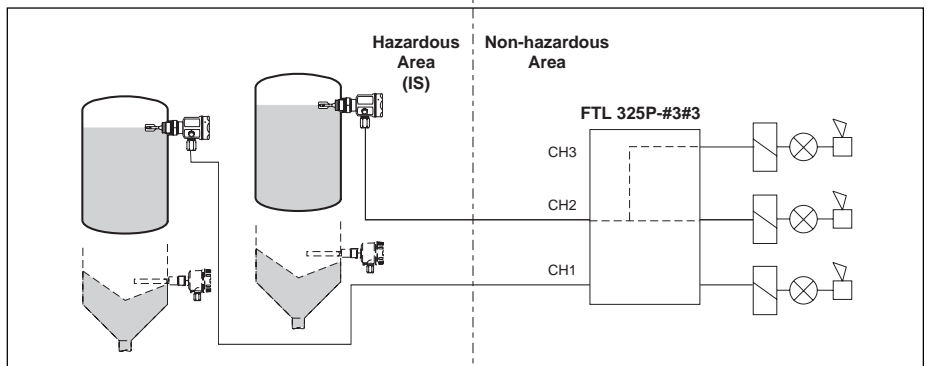 Hazardous
Area
(IS)
Non-hazardous
Area
FTL 325P-#3#3
CH3
CH2
CH1